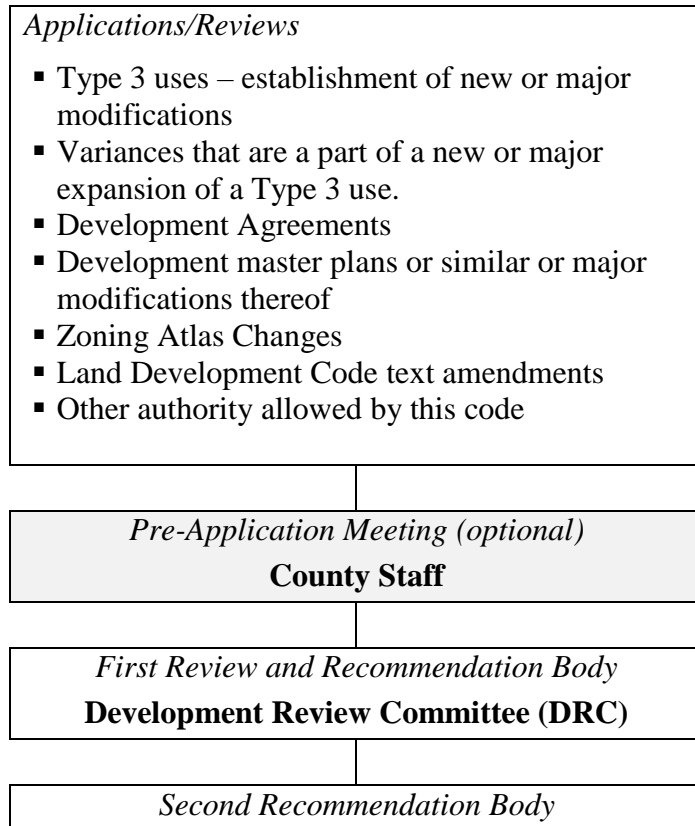 Applications/Reviews
▪ Type 3 uses – establishment of new or major
modifications
▪ Variances that are a part of a new or major
expansion of a Type 3 use.
▪ Development Agreements
▪ Development master plans or similar or major
modifications thereof
▪ Zoning Atlas Changes
▪ Land Development Code text amendments
▪ Other authority allowed by this code
Pre-Application Meeting (optional)
County Staff
First Review and Recommendation Body
Development Review Committee (DRC)
Second Recommendation Body